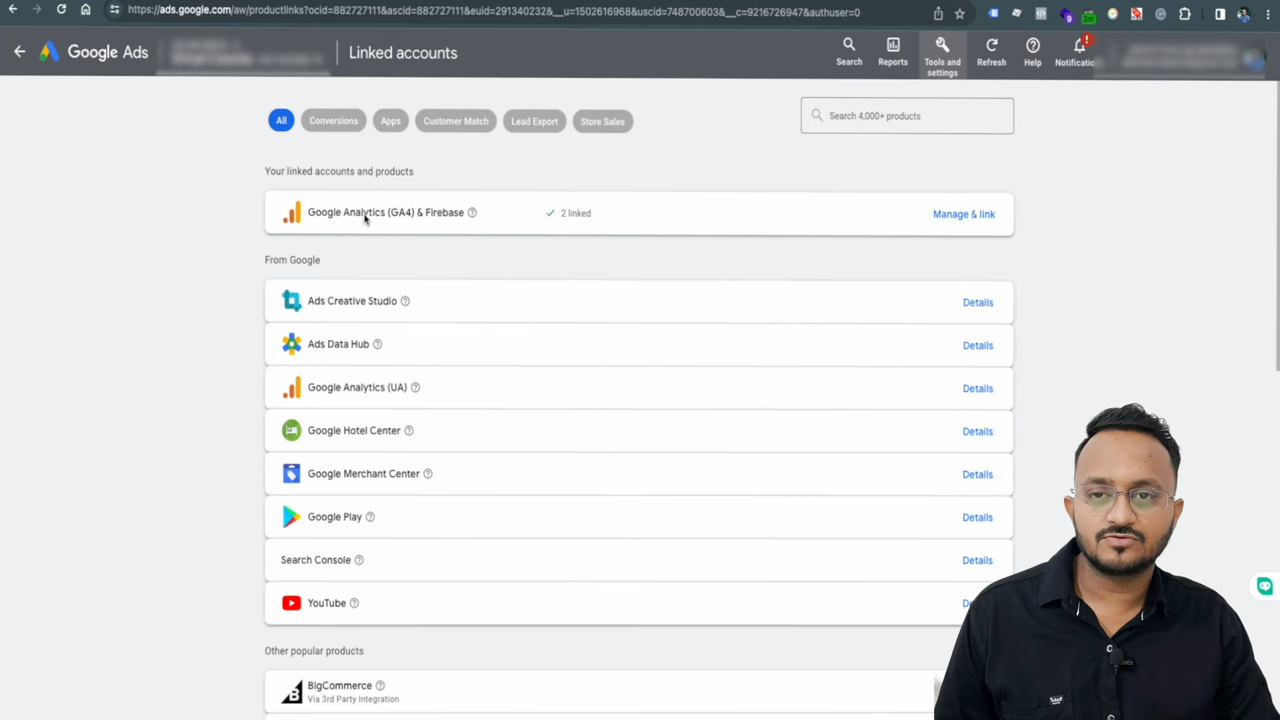 https://ads.google.com/aw/productlinks?ocid=882727111&ascid=882727111&euid=291340232&__u=1502616968&uscid=748700603&__c=9216726947&authuser=0
Google Ads
Linked accounts
Search
Reports
Tools and settings
Refresh
Help
Notificatio
All
Conversions
Apps
Customer Match
Lead Export
Store Sales
Search 4,000+ products
Your linked accounts and products
Google Analytics (GA4) & Firebase
2 linked
Manage & link
From Google
Ads Creative Studio
Details
Ads Data Hub
Details
Google Analytics (UA)
Details
Google Hotel Center
Details
Google Merchant Center
Details
Google Play
Details
Search Console
Details
YouTube
Other popular products
BigCommerce
Via 3rd Party Integration